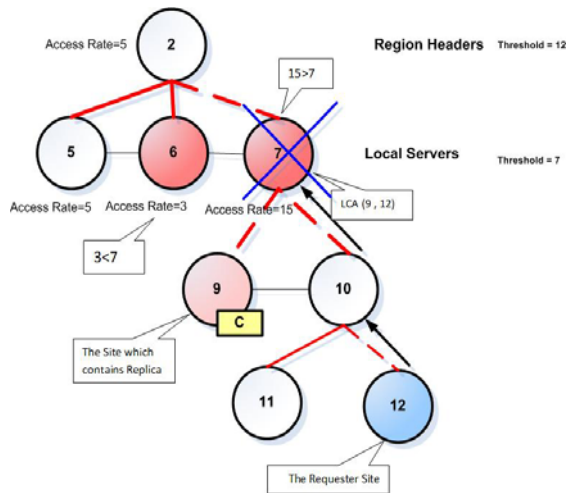 Access Rate=5
2
Region Headers
Threshold = 12
15>7
5
6
7
Local Servers
Threshold = 7
Access Rate=5
Access Rate=3
Access Rate=15
LCA (9 , 12)
3<7
9
10
C
The Site which
contains Replica
11
12
The Requester Site